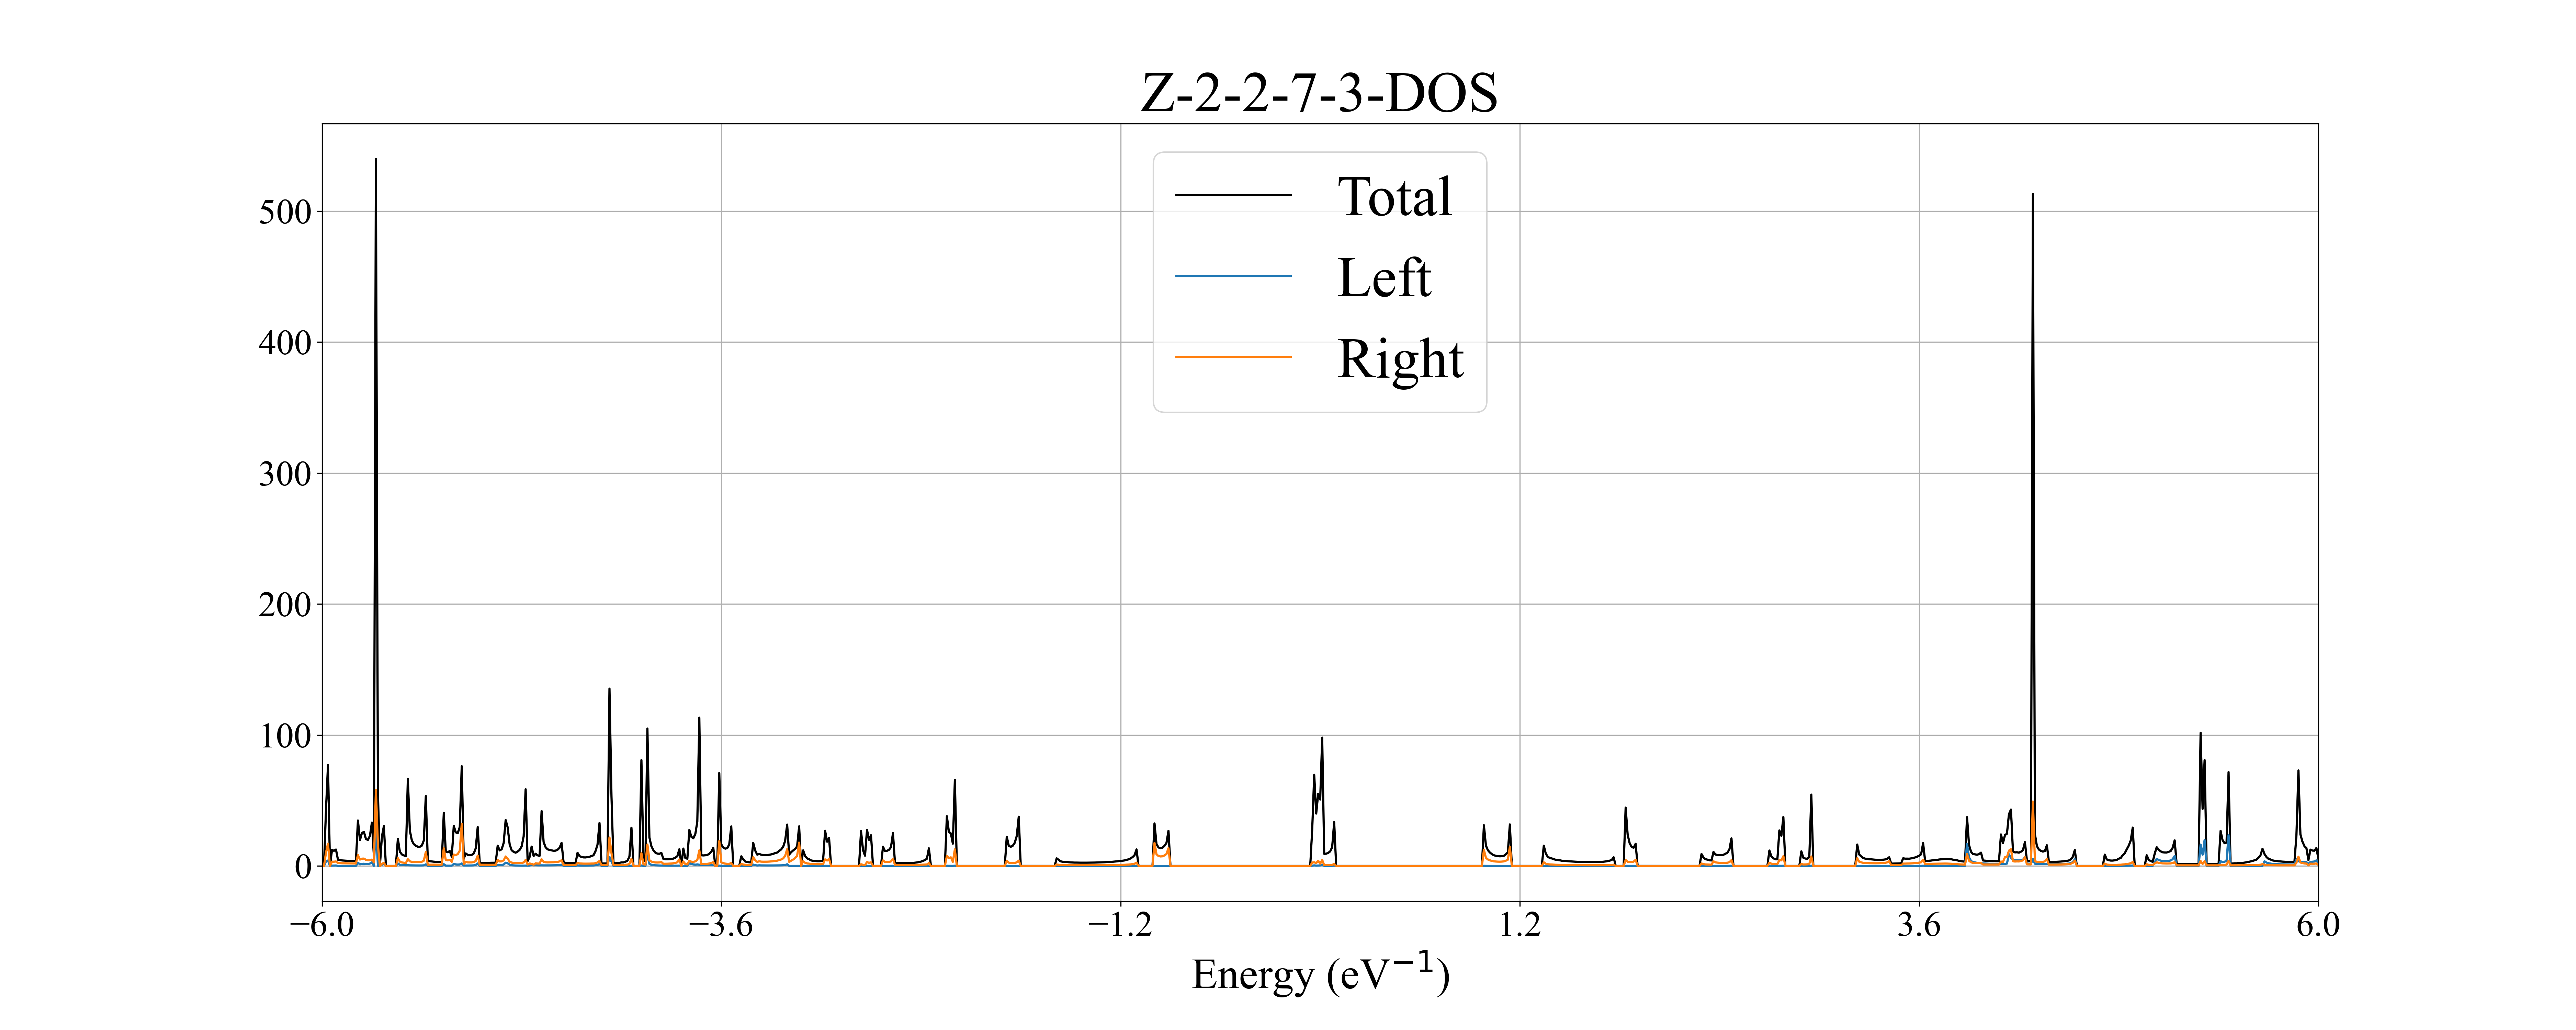 Z-2-2-7-3-DOS
Total
Left
Right
500
400
300
200
100
0
−6.0 −3.6 −1.2 1.2 3.6 6.0
Energy (eV⁻¹)